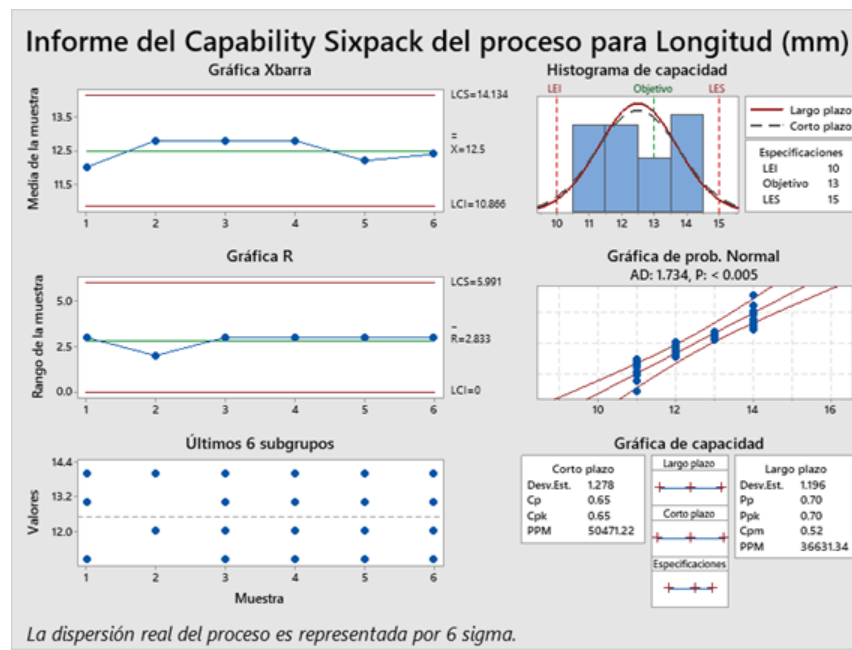 Informe del Capability Sixpack del proceso para Longitud (mm)
Gráfica Xbarra
Media de la muestra
13.5
12.5
11.5
LCS=14.134
X=12.5
LCI=10.866
1 2 3 4 5 6
Histograma de capacidad
LEI Objetivo LES
10 11 12 13 14 15
Largo plazo
Corto plazo
Especificaciones
LEI 10
Objetivo 13
LES 15
Gráfica R
Rango de la muestra
5.0
2.5
0.0
LCS=5.991
R=2.833
LCI=0
1 2 3 4 5 6
Gráfica de prob. Normal
AD: 1.734, P: < 0.005
10 12 14 16
Últimos 6 subgrupos
Valores
14.4
13.2
12.0
1 2 3 4 5 6
Muestra
Gráfica de capacidad
Corto plazo
Desv.Est. 1.278
Cp 0.65
Cpk 0.65
PPM 50471.22
Largo plazo
Corto plazo
Especificaciones
Largo plazo
Desv.Est. 1.196
Pp 0.70
Ppk 0.70
Cpm 0.52
PPM 36631.34
La dispersión real del proceso es representada por 6 sigma.